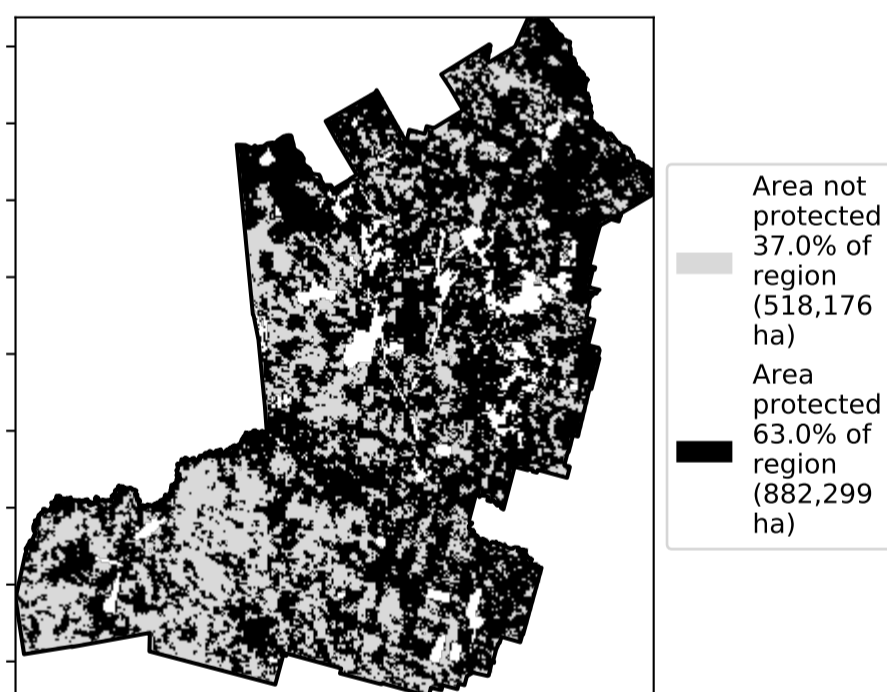 Area not
protected
37.0% of
region
(518,176
ha)
Area
protected
63.0% of
region
(882,299
ha)